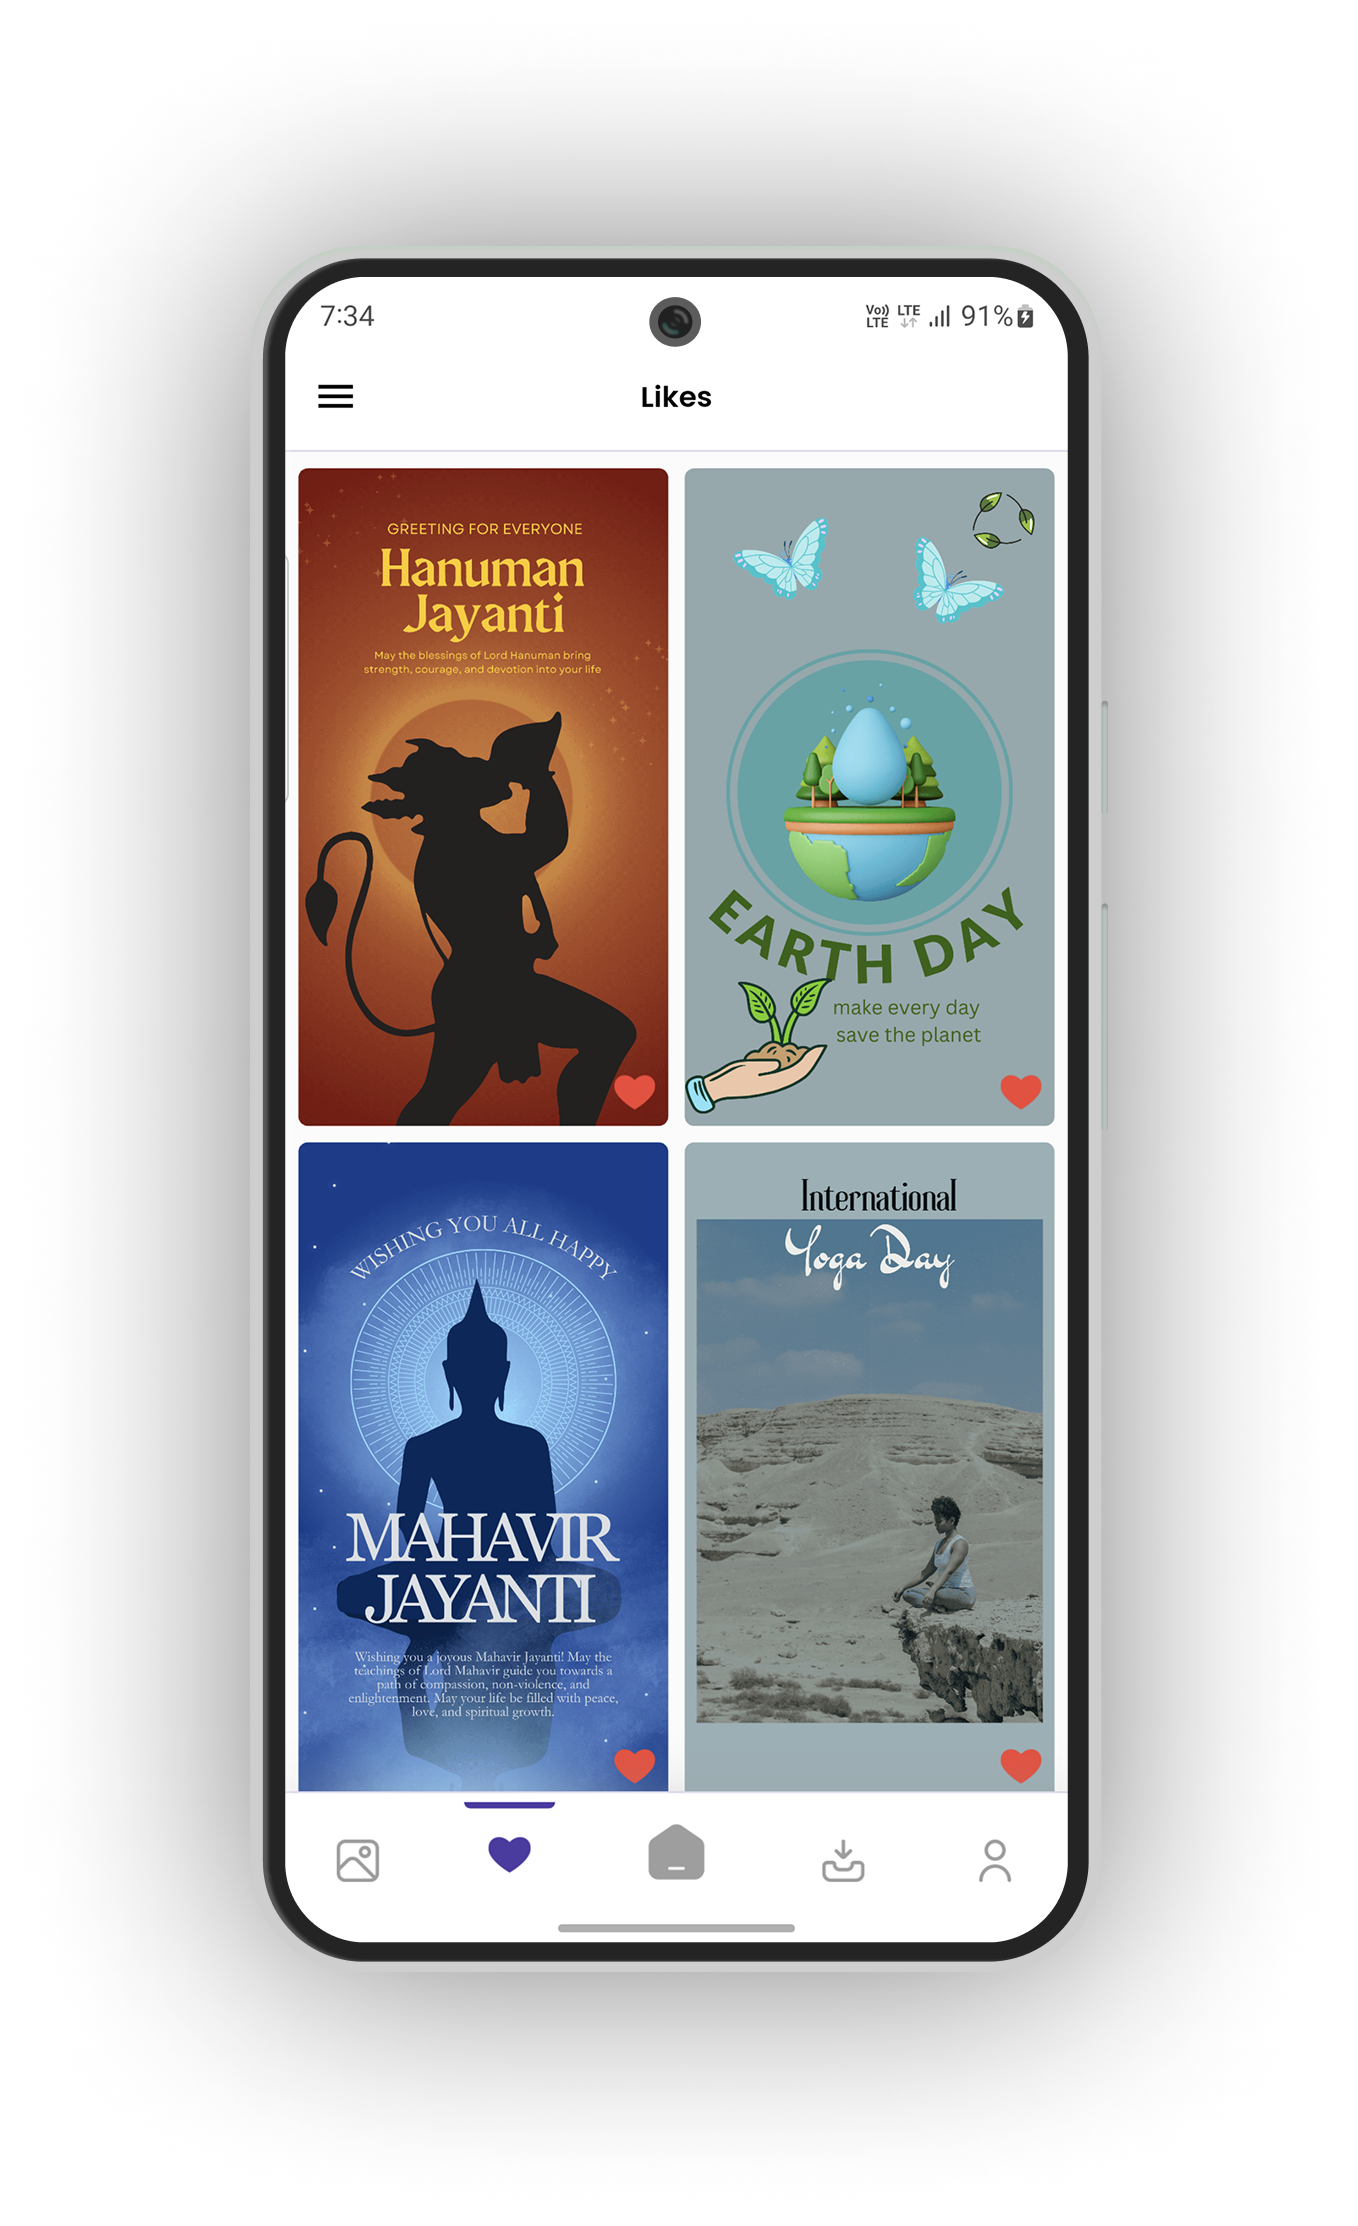 7:34
Vo))
LTE
LTE
91%
Likes
GREETING FOR EVERYONE
Hanuman
Jayanti
May the blessings of Lord Hanuman bring
strength, courage, and devotion into your life
EARTH DAY
make every day
save the planet
WISHING YOU ALL HAPPY
MAHAVIR
JAYANTI
Wishing you a joyous Mahavir Jayanti! May the
teachings of Lord Mahavir guide you towards a
path of compassion, non-violence, and
enlightenment. May your life be filled with peace,
love, and spiritual growth.
International
Yoga Day